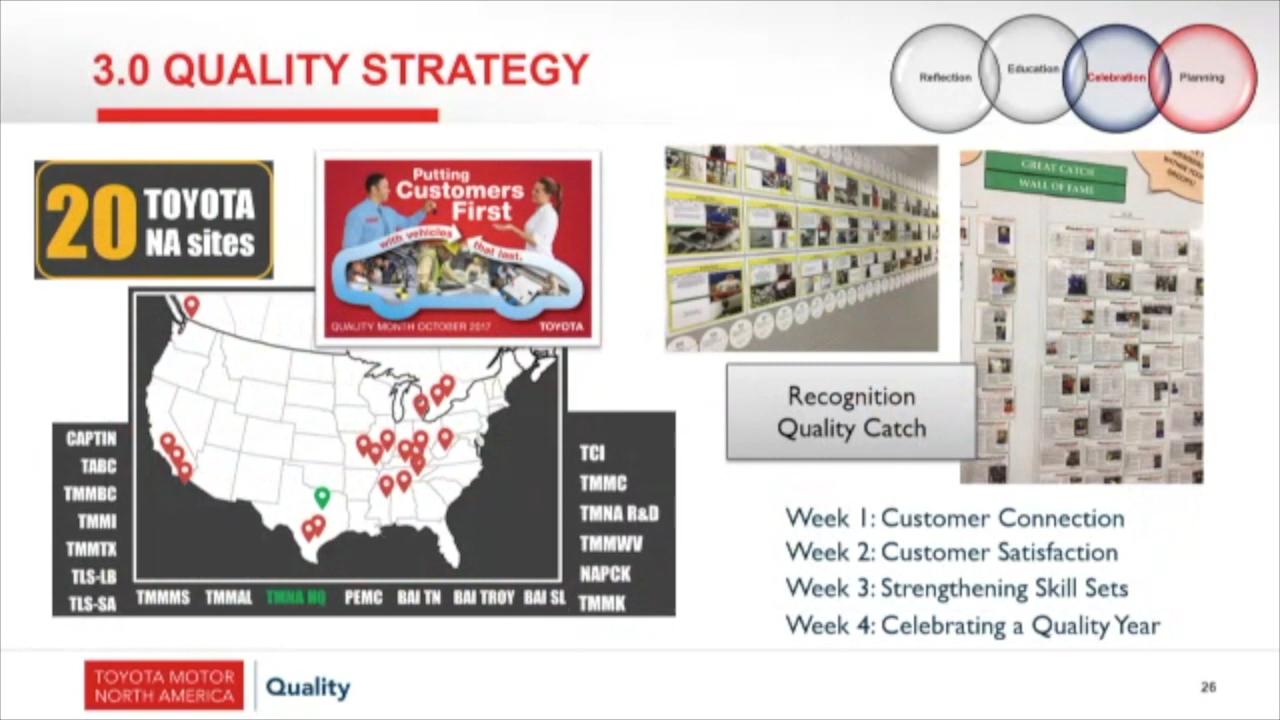 3.0 QUALITY STRATEGY
Reflection
Education
Celebration
Planning
20 TOYOTA
NA sites
Putting
Customers
First
with vehicles
that last.
QUALITY MONTH OCTOBER 2017
TOYOTA
GREAT CATCH
WALL OF FAME
Recognition
Quality Catch
CAPTIN
TABC
TMMBC
TMMI
TMMTX
TLS-LB
TLS-SA
TMMMS TMMAL TMNA HQ PEMC BAI TN BAI TROY BAI SL
TCI
TMMC
TMNA R&D
TMMWV
NAPCK
TMMK
Week 1: Customer Connection
Week 2: Customer Satisfaction
Week 3: Strengthening Skill Sets
Week 4: Celebrating a Quality Year
TOYOTA MOTOR
NORTH AMERICA
Quality
26